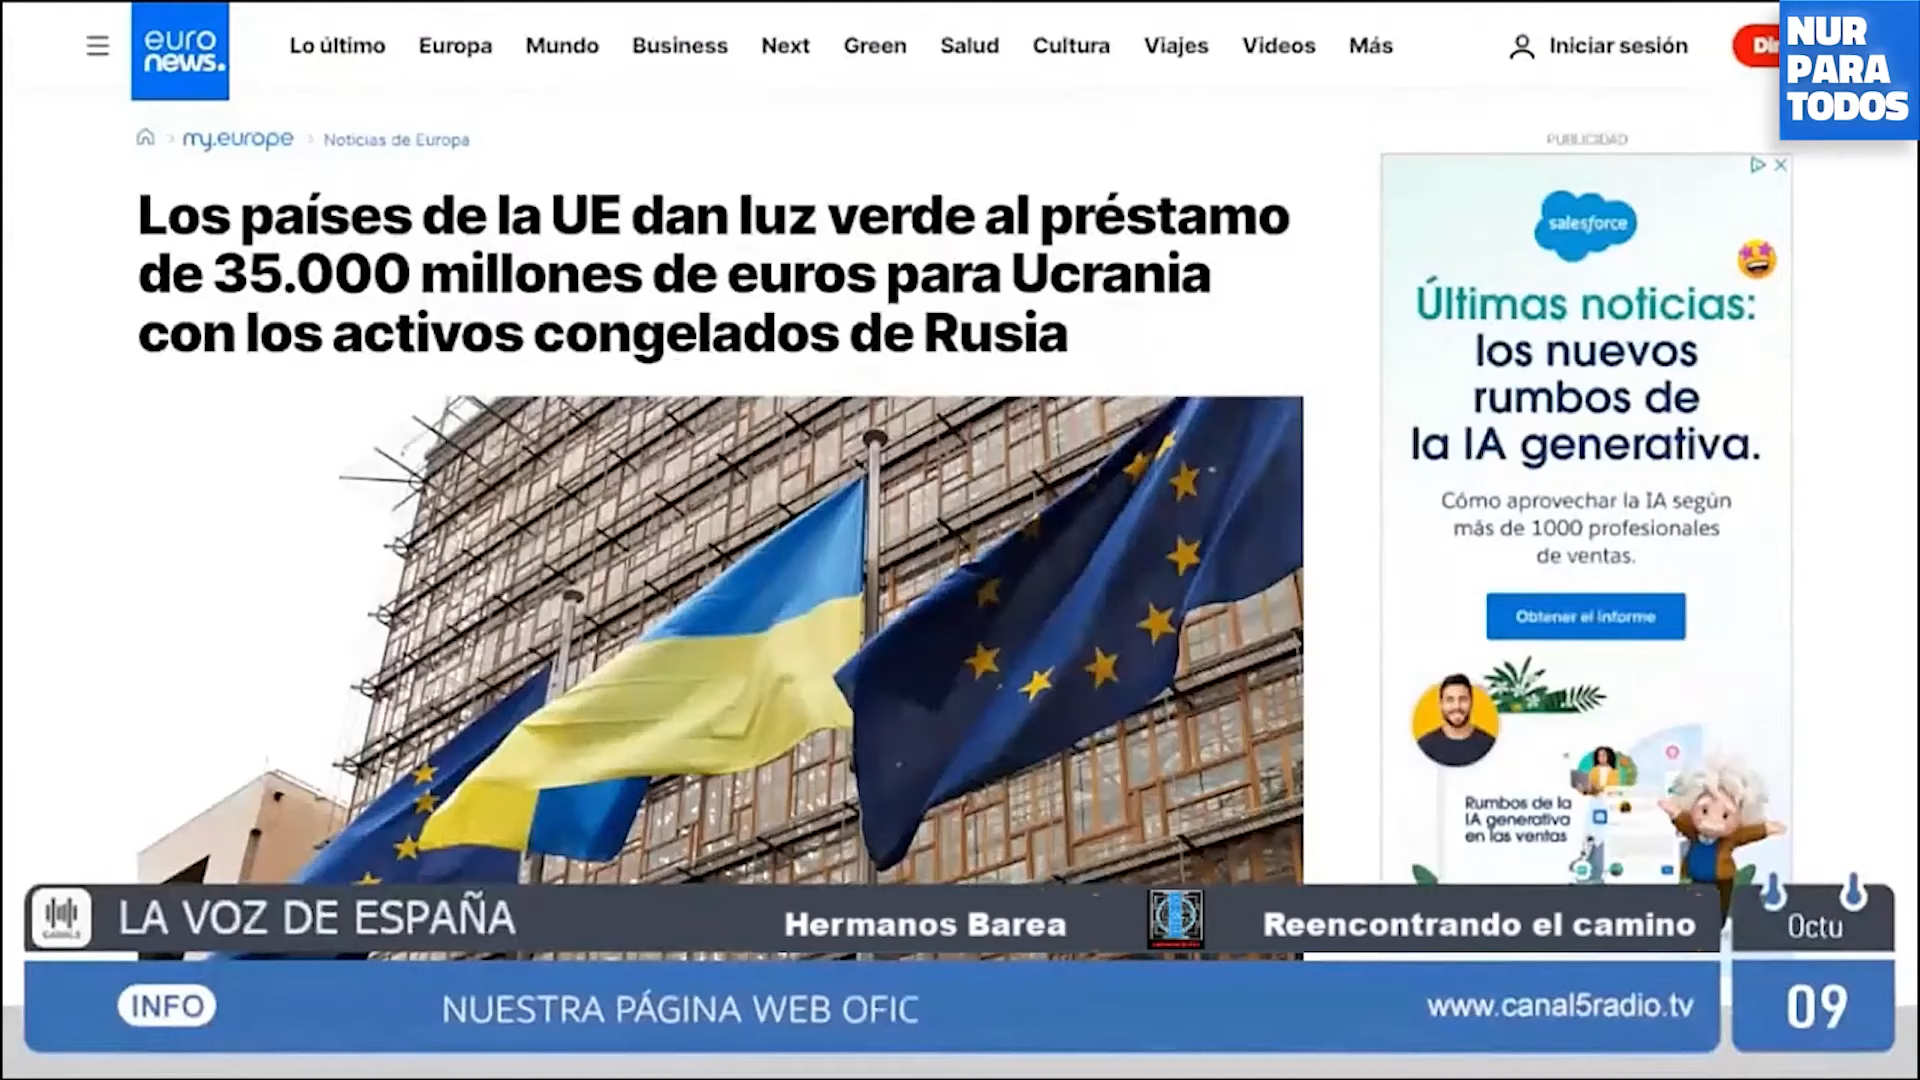 euro
news.
Lo último Europa Mundo Business Next Green Salud Cultura Viajes Videos Más
Iniciar sesión
NUR
PARA
TODOS
my.europe > Noticias de Europa
PUBLICIDAD
Los países de la UE dan luz verde al préstamo
de 35.000 millones de euros para Ucrania
con los activos congelados de Rusia
salesforce
Últimas noticias:
los nuevos
rumbos de
la IA generativa.
Cómo aprovechar la IA según
más de 1000 profesionales
de ventas.
Obtener el informe
Rumbos de la
IA generativa
en las ventas
LA VOZ DE ESPAÑA
Hermanos Barea
Reencontrando el camino
Octu
09
INFO
NUESTRA PÁGINA WEB OFIC
www.canal5radio.tv